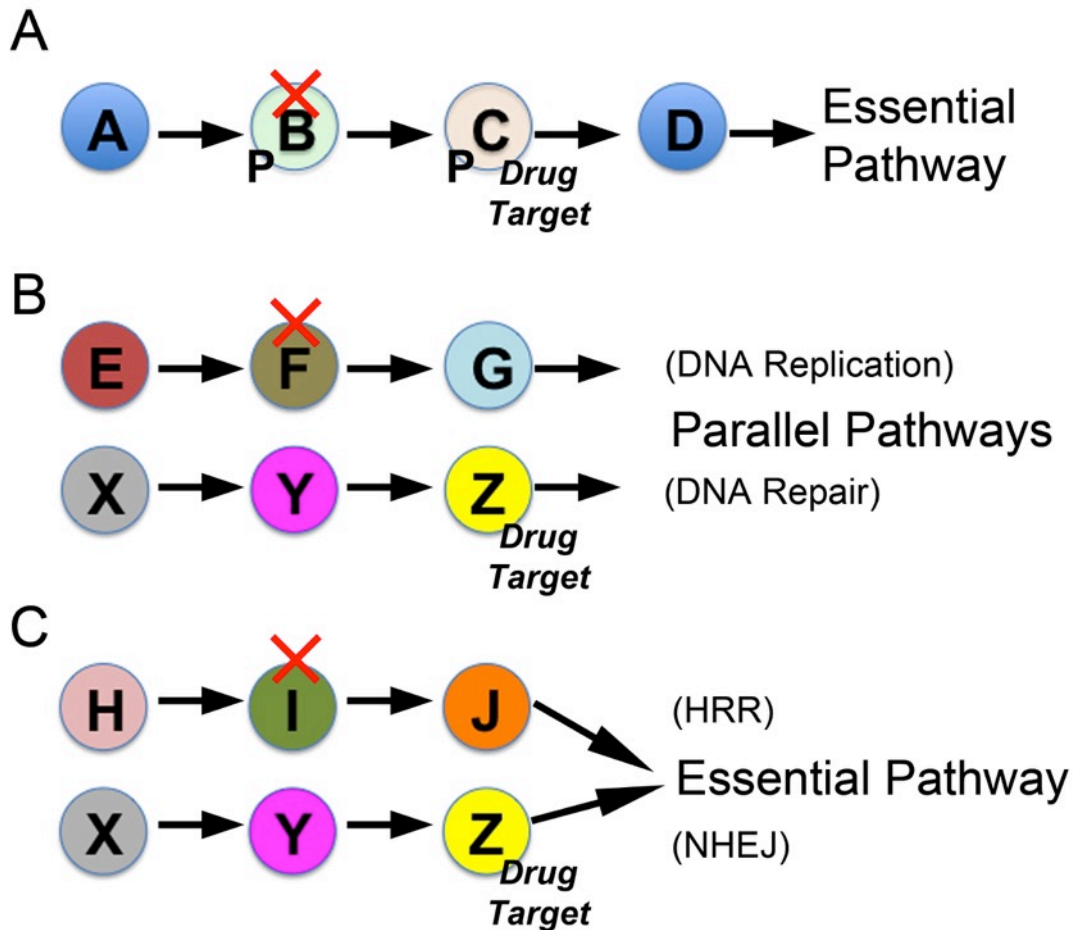 A
A B C D Essential
P P Drug Pathway
Target
B
E F G (DNA Replication)
Parallel Pathways
X Y Z (DNA Repair)
Drug
Target
C
H I J (HRR)
Essential Pathway
X Y Z (NHEJ)
Drug
Target